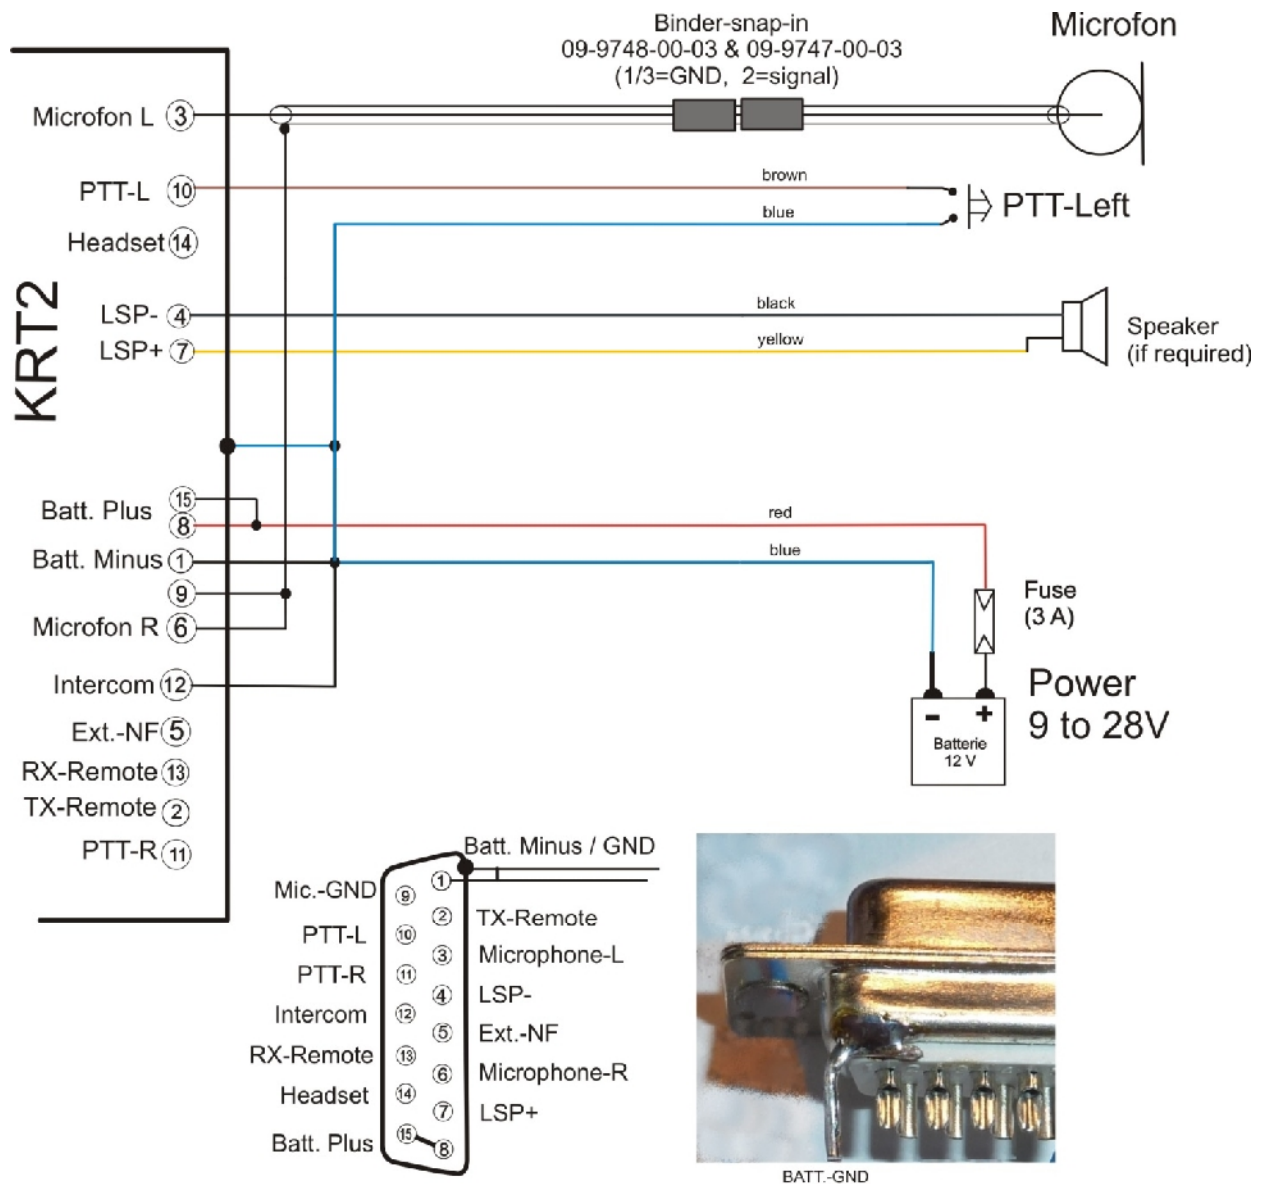 Binder-snap-in
09-9748-00-03 & 09-9747-00-03
(1/3=GND, 2=signal)
Microfon
Microfon L 3
PTT-L 10
brown
blue
PTT-Left
Headset 14
KRT2
LSP- 4
black
LSP+ 7
yellow
Speaker
(if required)
15
Batt. Plus
8
red
Batt. Minus 1
blue
9
Fuse
(3 A)
Microfon R 6
Intercom 12
Power
9 to 28V
- +
Batterie
12 V
Ext.-NF 5
RX-Remote 13
TX-Remote 2
PTT-R 11
Batt. Minus / GND
1
Mic.-GND 9
2 TX-Remote
PTT-L 10
3 Microphone-L
PTT-R 11
4 LSP-
Intercom 12
5 Ext.-NF
RX-Remote 13
6 Microphone-R
Headset 14
7 LSP+
Batt. Plus 15
8
BATT.-GND